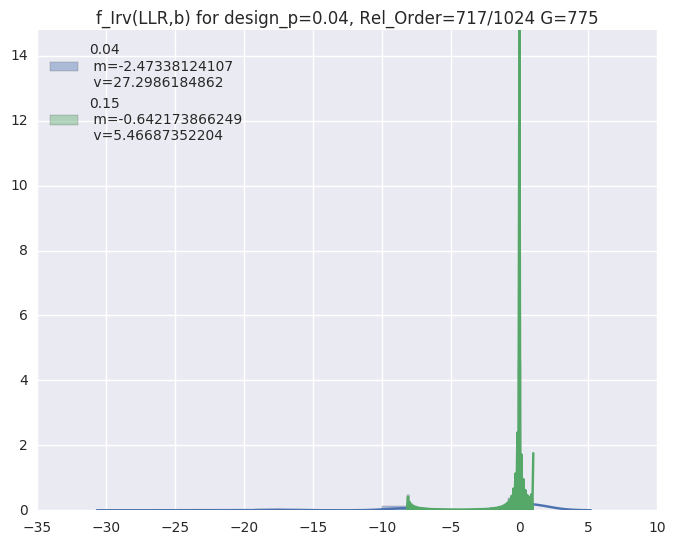 f_Irv(LLR,b) for design_p=0.04, Rel_Order=717/1024 G=775
0.04
m=-2.47338124107
v=27.2986184862
0.15
m=-0.642173866249
v=5.46687352204
14
12
10
8
6
4
2
0
−35 −30 −25 −20 −15 −10 −5 0 5 10